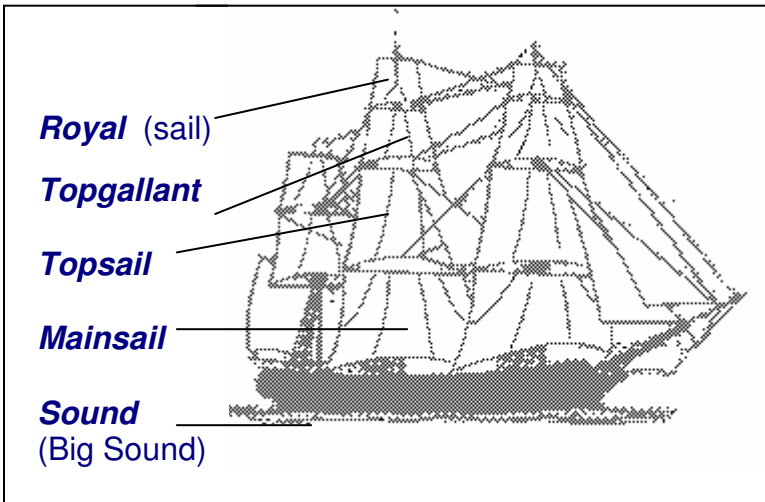 Royal (sail)
Topgallant
Topsail
Mainsail
Sound
(Big Sound)